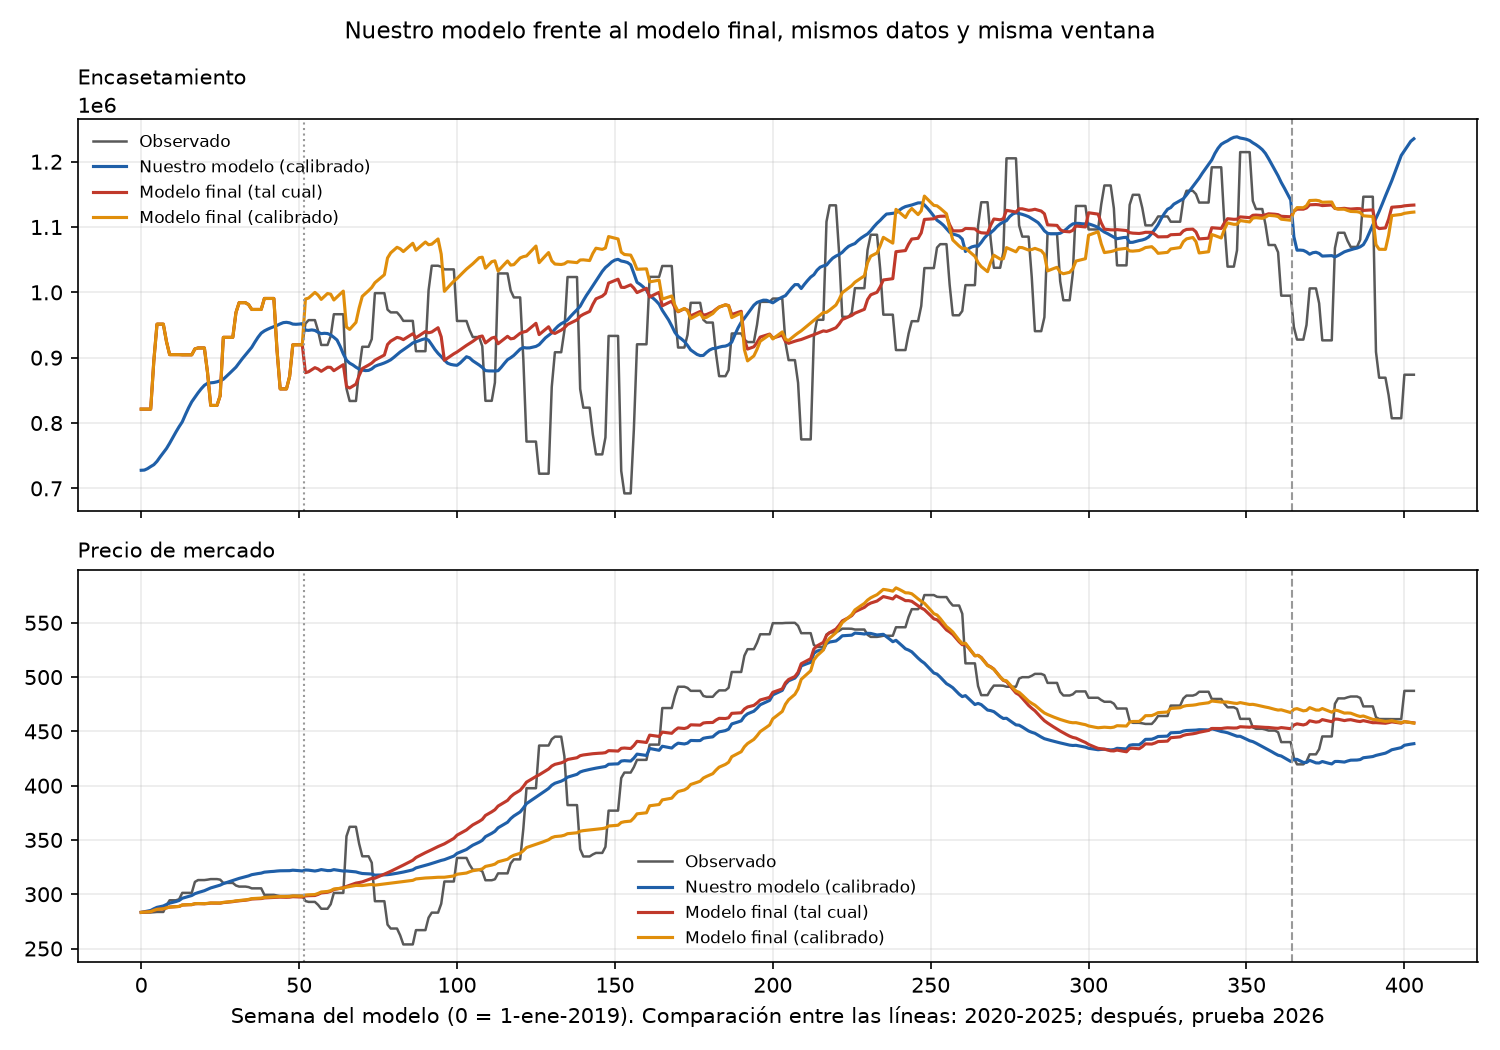 Nuestro modelo frente al modelo final, mismos datos y misma ventana
Encasetamiento
1e6
Observado
Nuestro modelo (calibrado)
Modelo final (tal cual)
Modelo final (calibrado)
1.2
1.1
1.0
0.9
0.8
0.7
Precio de mercado
550
500
450
400
350
300
250
Observado
Nuestro modelo (calibrado)
Modelo final (tal cual)
Modelo final (calibrado)
0 50 100 150 200 250 300 350 400
Semana del modelo (0 = 1-ene-2019). Comparación entre las líneas: 2020-2025; después, prueba 2026